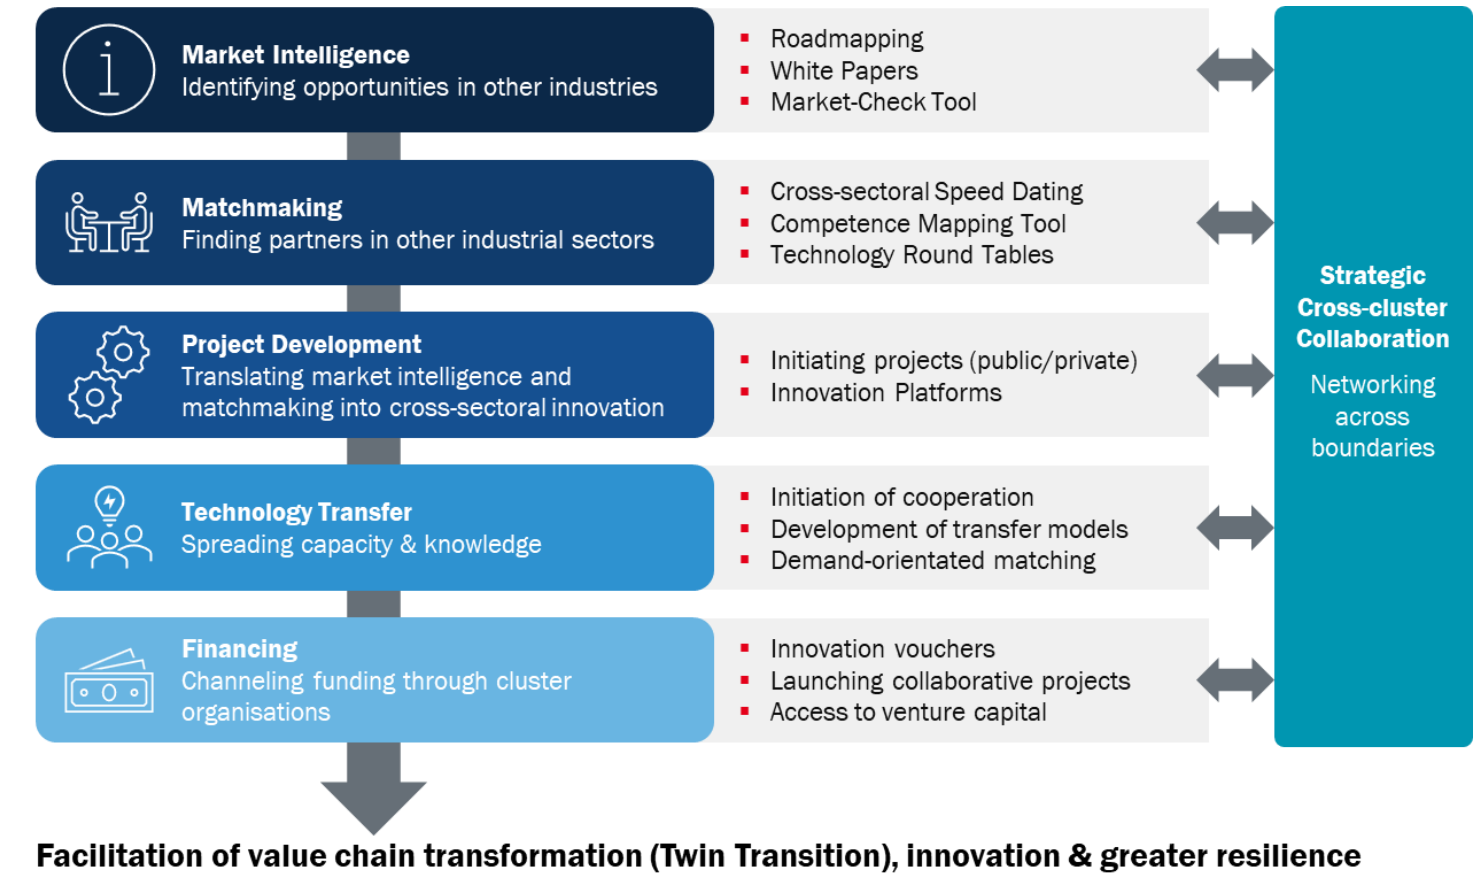 Market Intelligence
Identifying opportunities in other industries
Roadmapping
White Papers
Market-Check Tool
Matchmaking
Finding partners in other industrial sectors
Cross-sectoral Speed Dating
Competence Mapping Tool
Technology Round Tables
Project Development
Translating market intelligence and
matchmaking into cross-sectoral innovation
Initiating projects (public/private)
Innovation Platforms
Technology Transfer
Spreading capacity & knowledge
Initiation of cooperation
Development of transfer models
Demand-orientated matching
Financing
Channeling funding through cluster
organisations
Innovation vouchers
Launching collaborative projects
Access to venture capital
Strategic
Cross-cluster
Collaboration
Networking
across
boundaries
Facilitation of value chain transformation (Twin Transition), innovation & greater resilience